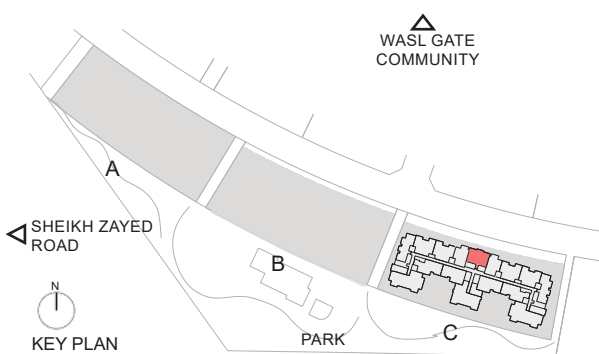 WASL GATE
COMMUNITY
A
SHEIKH ZAYED
ROAD
B
N
KEY PLAN
PARK
C